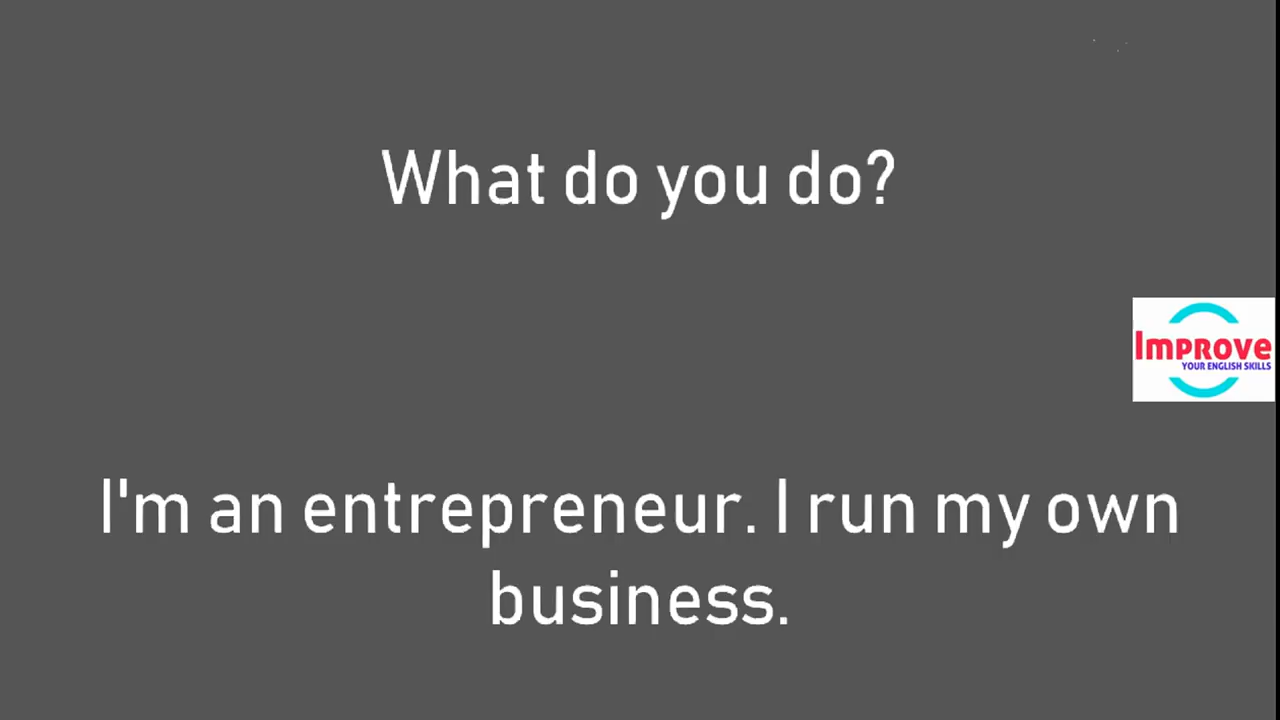 What do you do?
Improve
YOUR ENGLISH SKILLS
I'm an entrepreneur. I run my own
business.